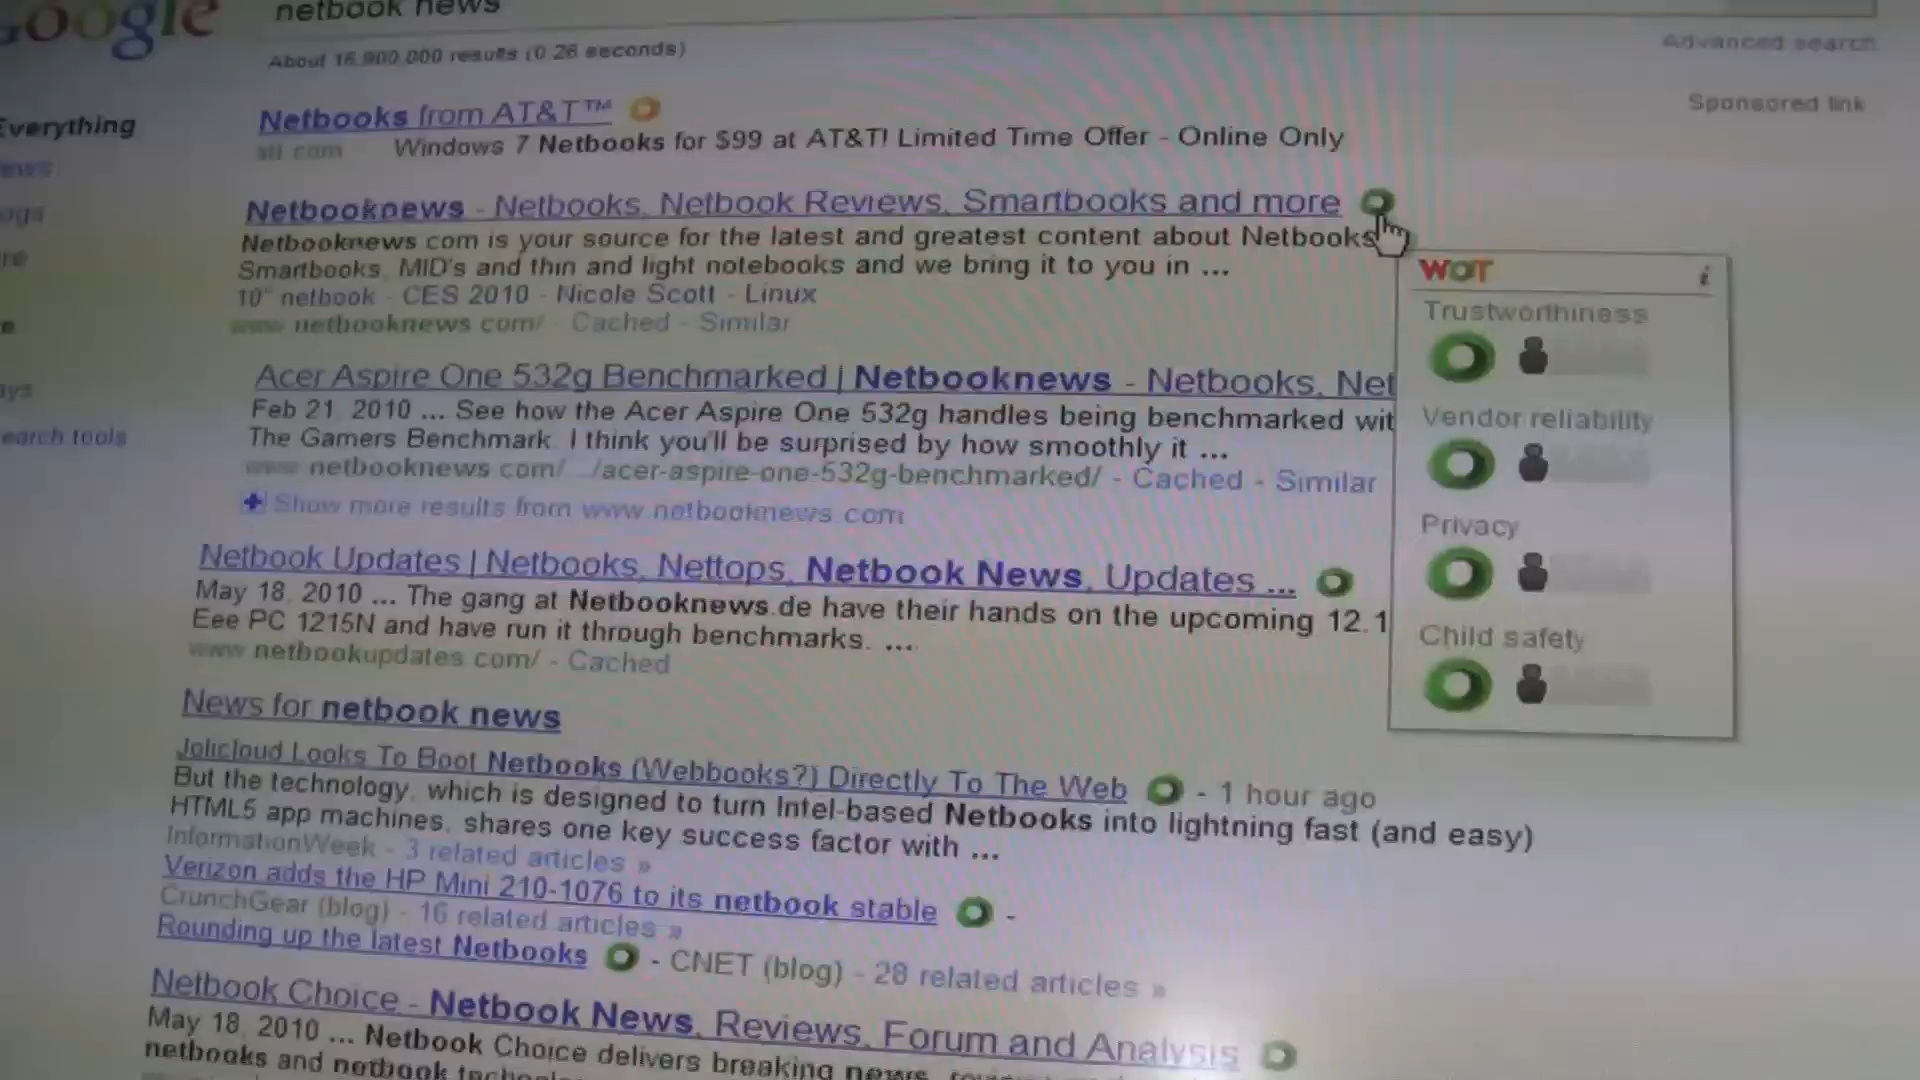 Google
netbook news
About 16,900,000 results (0.26 seconds)
Advanced search
Everything
Netbooks from AT&T™
Sponsored link
att.com Windows 7 Netbooks for $99 at AT&T! Limited Time Offer - Online Only
Netbooknews - Netbooks, Netbook Reviews, Smartbooks and more
Netbooknews.com is your source for the latest and greatest content about Netbooks
Smartbooks, MID's and thin and light notebooks and we bring it to you in ...
10" netbook - CES 2010 - Nicole Scott - Linux
www.netbooknews.com/ - Cached - Similar
WOT i
Trustworthiness
Vendor reliability
Privacy
Child safety
Acer Aspire One 532g Benchmarked | Netbooknews - Netbooks, Net
Feb 21, 2010 ... See how the Acer Aspire One 532g handles being benchmarked wit
The Gamers Benchmark. I think you'll be surprised by how smoothly it ...
www.netbooknews.com/.../acer-aspire-one-532g-benchmarked/ - Cached - Similar
earch tools
Show more results from www.netbooknews.com
Netbook Updates | Netbooks, Nettops, Netbook News, Updates ...
May 18, 2010 ... The gang at Netbooknews.de have their hands on the upcoming 12.1
Eee PC 1215N and have run it through benchmarks. ...
www.netbookupdates.com/ - Cached
News for netbook news
Jolicloud Looks To Boot Netbooks (Webbooks?) Directly To The Web - 1 hour ago
But the technology, which is designed to turn Intel-based Netbooks into lightning fast (and easy)
HTML5 app machines, shares one key success factor with ...
InformationWeek - 3 related articles »
Verizon adds the HP Mini 210-1076 to its netbook stable -
CrunchGear (blog) - 16 related articles »
Rounding up the latest Netbooks - CNET (blog) - 28 related articles »
Netbook Choice - Netbook News, Reviews, Forum and Analysis
May 18, 2010 ... Netbook Choice delivers breaking news,
netbooks and netbook